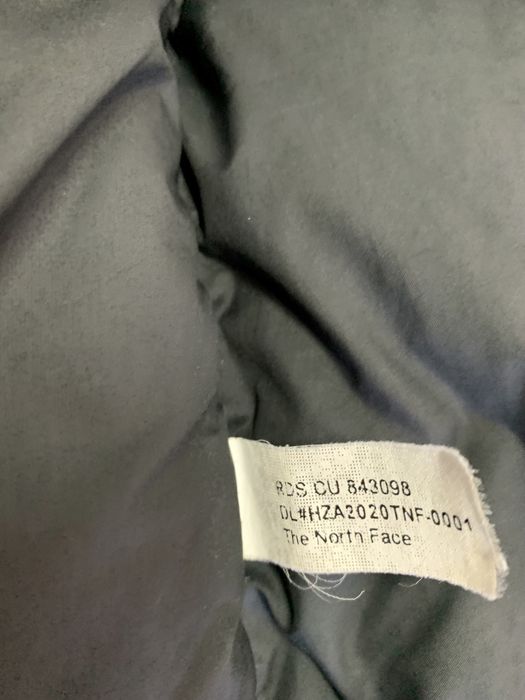 RDS CU 843098
DL#HZA2020TNF-0001
The North Face